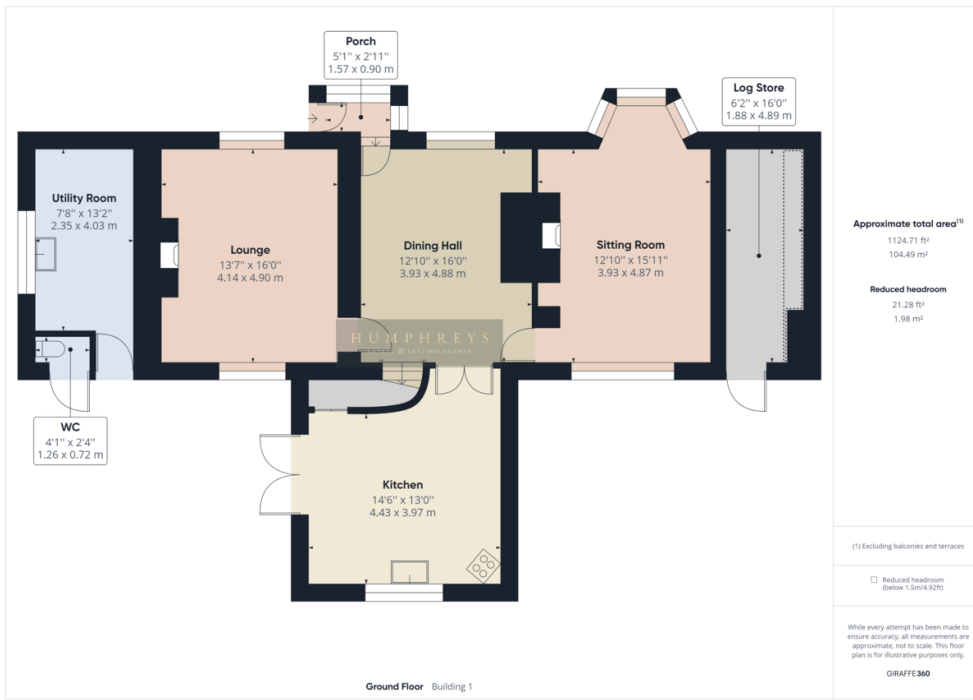 Porch
5'1" x 2'11"
1.57 x 0.90 m
Log Store
6'2" x 16'0"
1.88 x 4.89 m
Utility Room
7'8" x 13'2"
2.35 x 4.03 m
Lounge
13'7" x 16'0"
4.14 x 4.90 m
Dining Hall
12'10" x 16'0"
3.93 x 4.88 m
Sitting Room
12'10" x 15'11"
3.93 x 4.87 m
HUMPHREYS
& LETTING AGENTS
WC
4'1" x 2'4"
1.26 x 0.72 m
Kitchen
14'6" x 13'0"
4.43 x 3.97 m
Ground Floor Building 1
Approximate total area(1)
1124.71 ft²
104.49 m²
Reduced headroom
21.28 ft²
1.98 m²
(1) Excluding balconies and terraces
Reduced headroom
(below 1.5m/4.92ft)
While every attempt has been made to
ensure accuracy, all measurements are
approximate, not to scale. This floor
plan is for illustrative purposes only.
GIRAFFE360